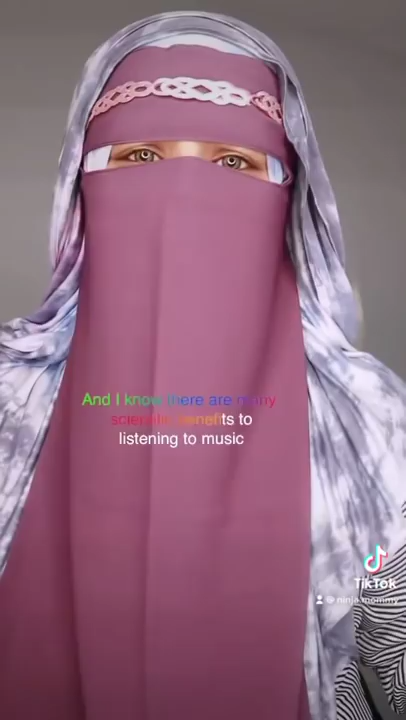 And I know there are many
scientific benefits to
listening to music
TikTok
ninja.mommy